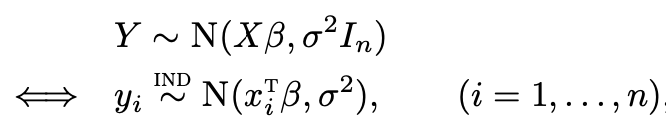 Y ∼ N(Xβ, σ²Iₙ)
⟺ yᵢ IND∼ N(xᵢᵀβ, σ²), (i = 1, . . . , n),